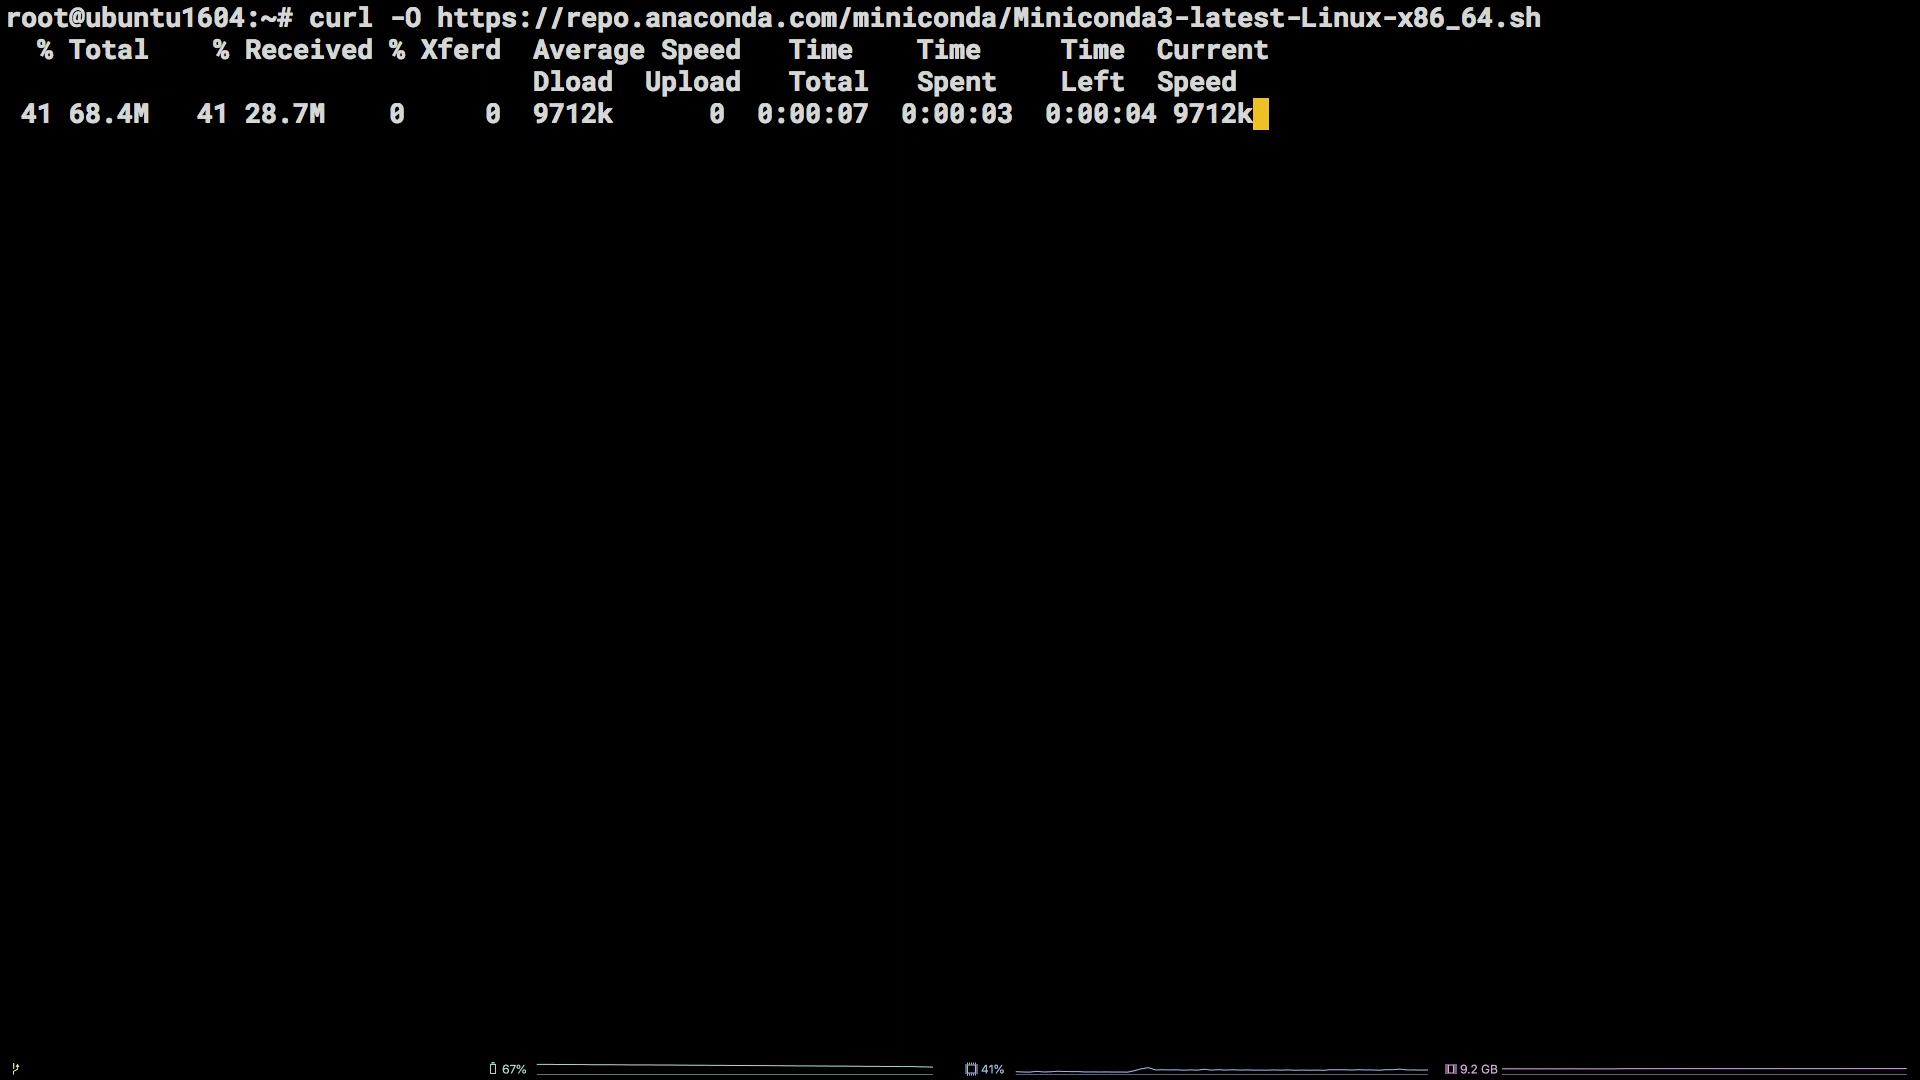 root@ubuntu1604:~# curl -O https://repo.anaconda.com/miniconda/Miniconda3-latest-Linux-x86_64.sh
  % Total    % Received % Xferd  Average Speed   Time    Time     Time  Current
                                 Dload  Upload   Total   Spent    Left  Speed
 41 68.4M   41 28.7M    0     0  9712k      0  0:00:07  0:00:03  0:00:04 9712k
67% 41% 9.2 GB